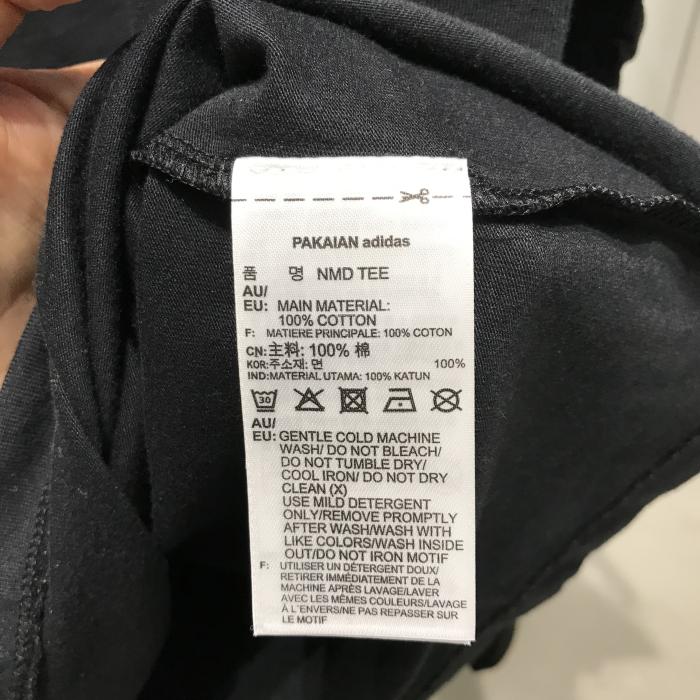 PAKAIAN adidas
품 명 NMD TEE
AU/
EU: MAIN MATERIAL:
100% COTTON
F: MATIERE PRINCIPALE: 100% COTON
CN:主料: 100% 棉
KOR:주소재: 면 100%
IND:MATERIAL UTAMA: 100% KATUN
30
AU/
EU: GENTLE COLD MACHINE
WASH/ DO NOT BLEACH/
DO NOT TUMBLE DRY/
COOL IRON/ DO NOT DRY
CLEAN (X)
USE MILD DETERGENT
ONLY/REMOVE PROMPTLY
AFTER WASH/WASH WITH
LIKE COLORS/WASH INSIDE
OUT/DO NOT IRON MOTIF
F: UTILISER UN DÉTERGENT DOUX/
RETIRER IMMÉDIATEMENT DE LA
MACHINE APRÈS LAVAGE/LAVER
AVEC LES MÊMES COULEURS/LAVAGE
À L'ENVERS/NE PAS REPASSER SUR
LE MOTIF